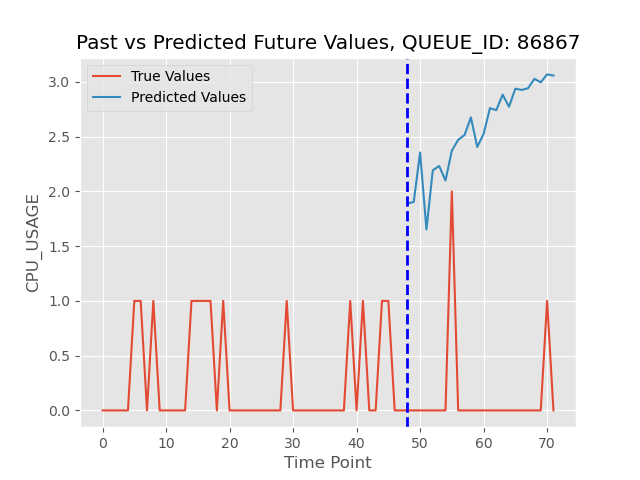 Past vs Predicted Future Values, QUEUE_ID: 86867
True Values
Predicted Values
CPU_USAGE
3.0
2.5
2.0
1.5
1.0
0.5
0.0
0 10 20 30 40 50 60 70
Time Point